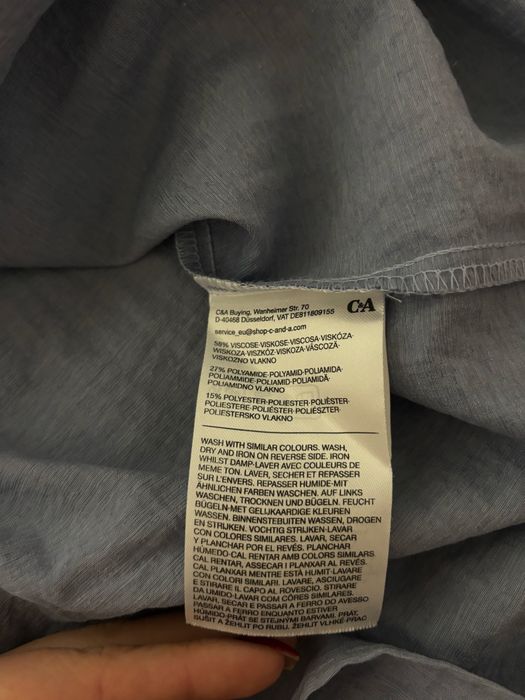 C&A Buying, Wanheimer Str. 70
D-40468 Düsseldorf, VAT DE811809155
C&A
service_eu@shop-c-and-a.com
58% VISCOSE·VISKOSE·VISCOSA·VISKÓZA·
WISKOZA·VISZKÓZ·VISKOZA·VÂSCOZĂ·
VISKOZNO VLAKNO
27% POLYAMIDE·POLYAMID·POLIAMIDA·
POLIAMMIDE·POLIAMID·POLIAMIDĂ·
POLIAMIDNO VLAKNO
15% POLYESTER·POLIESTER·POLIÉSTER·
POLIESTERE·POLIÈSTER·POLIÉSZTER·
POLIESTERSKO VLAKNO
WASH WITH SIMILAR COLOURS. WASH,
DRY AND IRON ON REVERSE SIDE. IRON
WHILST DAMP·LAVER AVEC COULEURS DE
MEME TON. LAVER, SECHER ET REPASSER
SUR L'ENVERS. REPASSER HUMIDE·MIT
ÄHNLICHEN FARBEN WASCHEN. AUF LINKS
WASCHEN, TROCKNEN UND BÜGELN. FEUCHT
BÜGELN·MET GELIJKAARDIGE KLEUREN
WASSEN. BINNENSTEBUITEN WASSEN, DROGEN
EN STRIJKEN. VOCHTIG STRIJKEN·LAVAR
CON COLORES SIMILARES. LAVAR, SECAR
Y PLANCHAR POR EL REVÉS. PLANCHAR
HÚMEDO·CAL RENTAR AMB COLORS SIMILARS.
CAL RENTAR, ASSECAR I PLANXAR AL REVÉS.
CAL PLANXAR MENTRE ESTÀ HUMIT·LAVARE
CON COLORI SIMILARI. LAVARE, ASCIUGARE
E STIRARE IL CAPO AL ROVESCIO. STIRARE
DA UMIDO·LAVAR COM CÔRES SIMILARES.
LAVAR, SECAR E PASSAR A FERRO DO AVESSO.
PASSAR A FERRO ENQUANTO ESTIVER
HÚMIDO·PRÁT SE STEJNÝMI BARVAMI. PRÁT,
SUŠIT A ŽEHLIT PO RUBU. ŽEHLIT VLHKÉ·PRAĆ